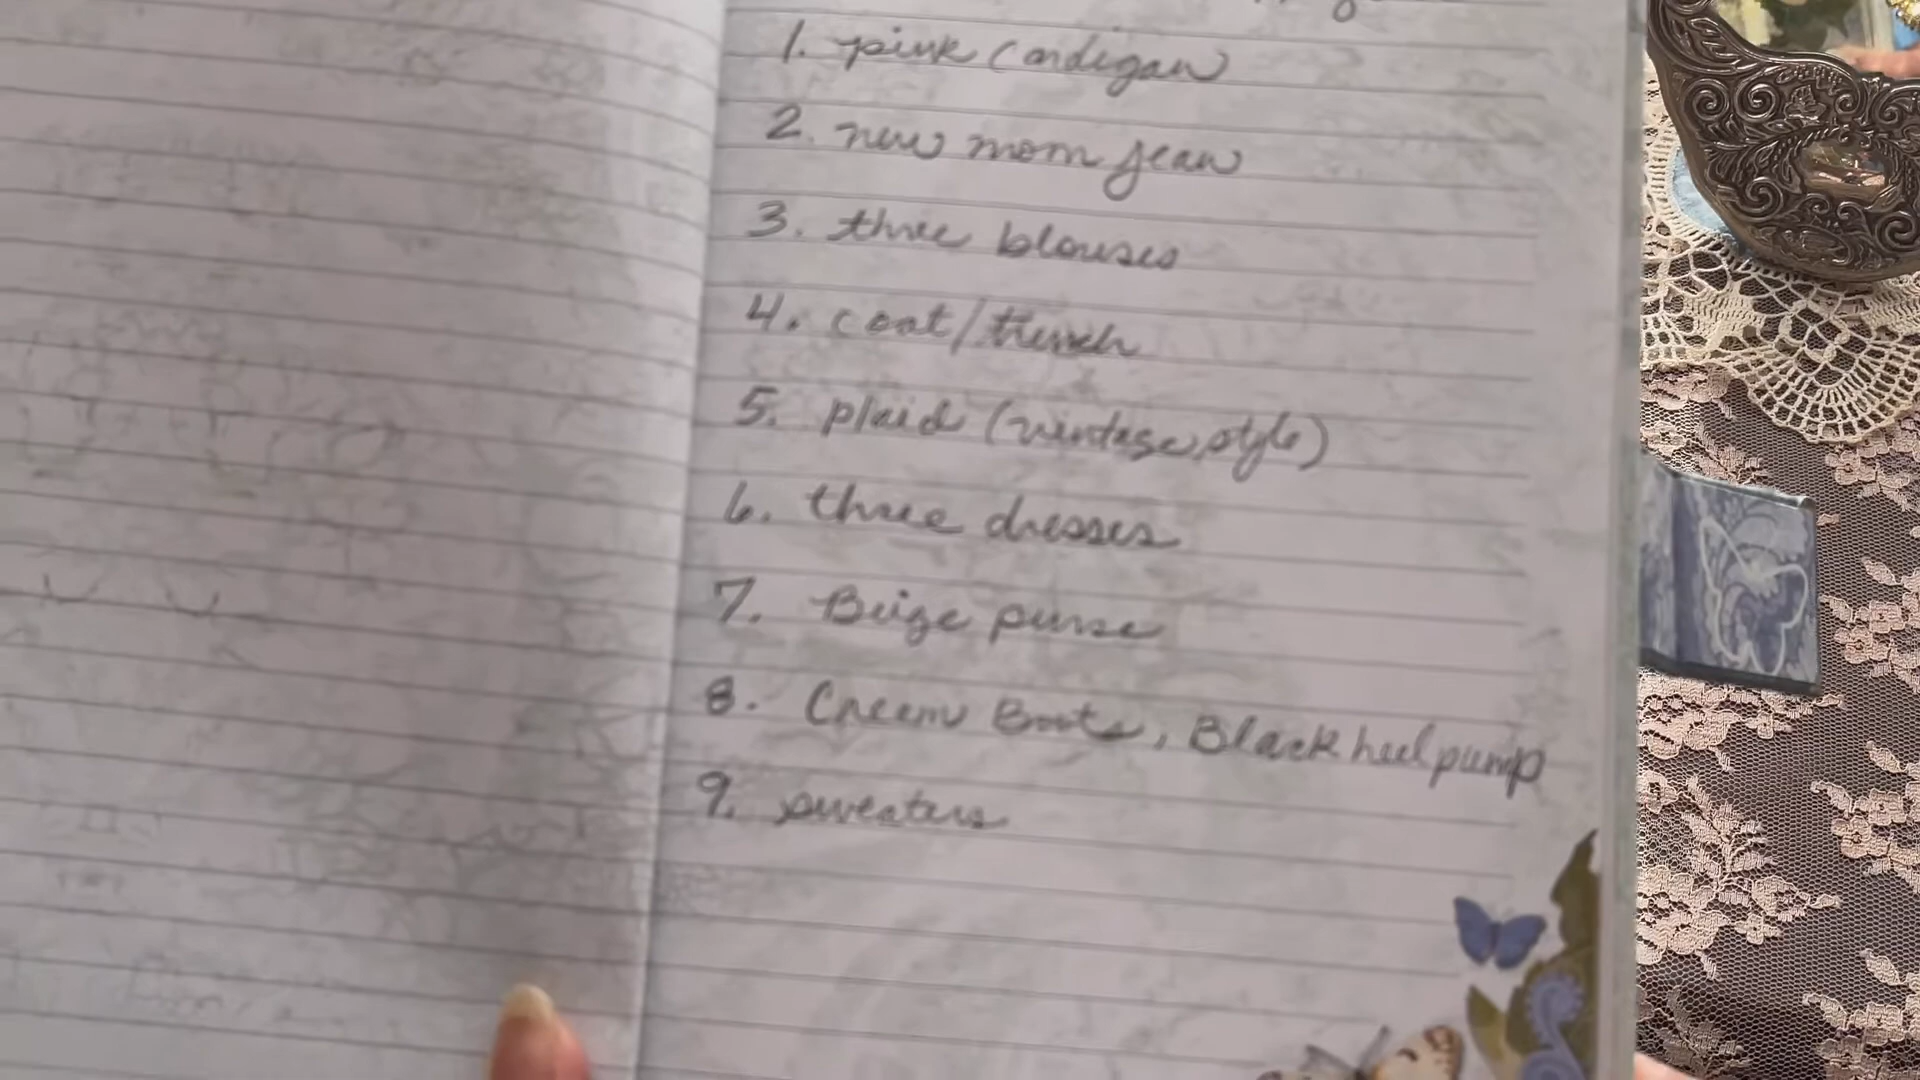 1. pink Cardigan
2. new mom jean
3. three blouses
4. coat/trench
5. plaid (vintage style)
6. three dresses
7. Beige purse
8. Cream Boots, Black heel pump
9. sweaters